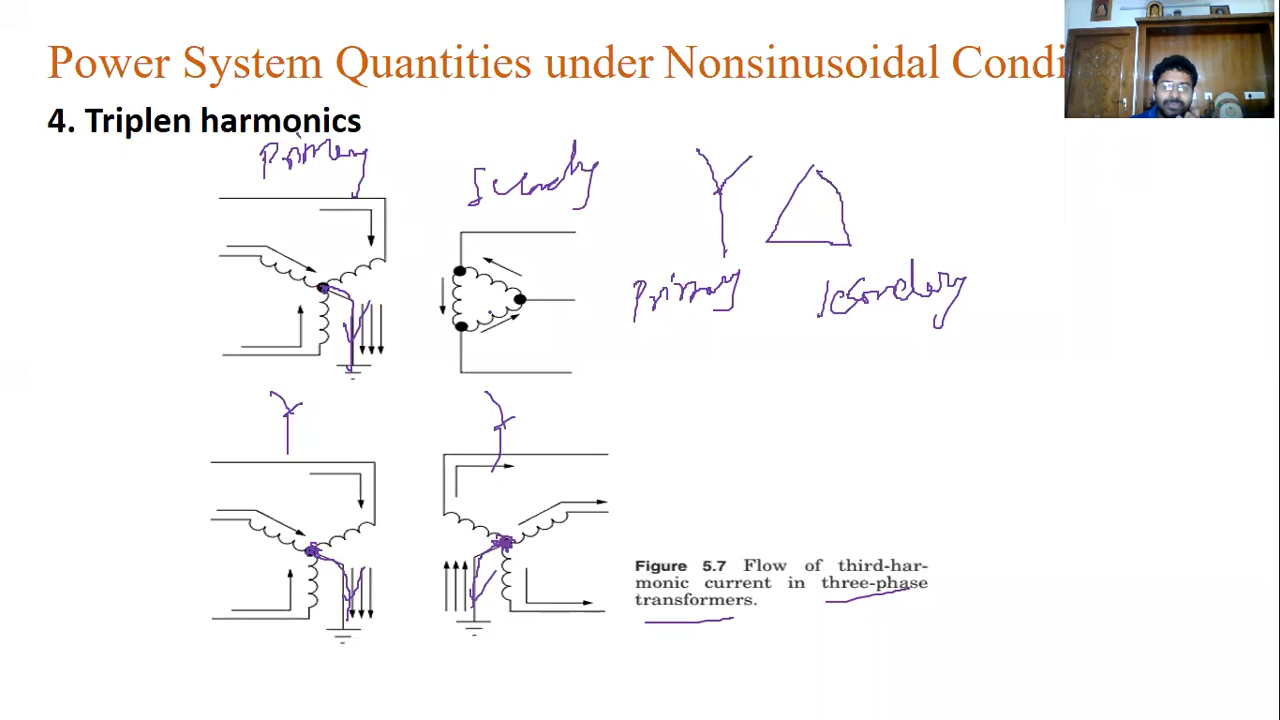 Power System Quantities under Nonsinusoidal Condi
4. Triplen harmonics
Primary
Secondary
Y Δ
Primary
Secondary
Y
Y
Figure 5.7 Flow of third-har-
monic current in three-phase
transformers.